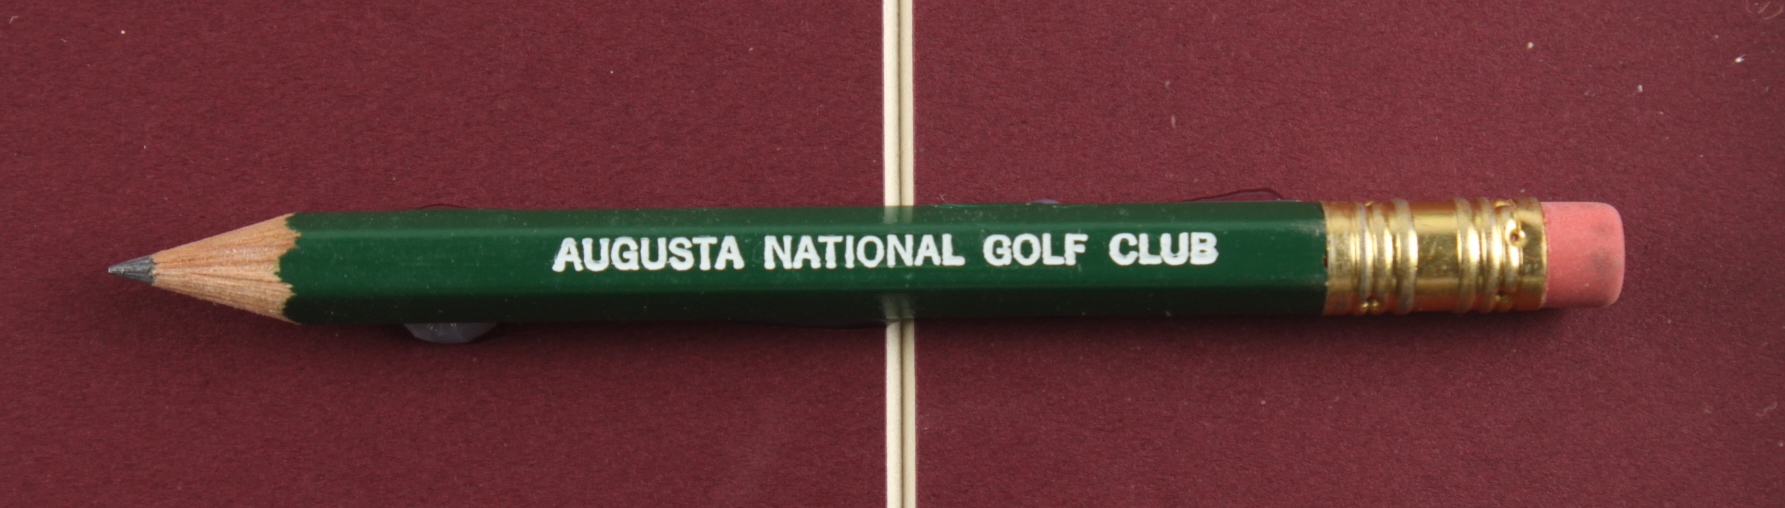 AUGUSTA NATIONAL GOLF CLUB